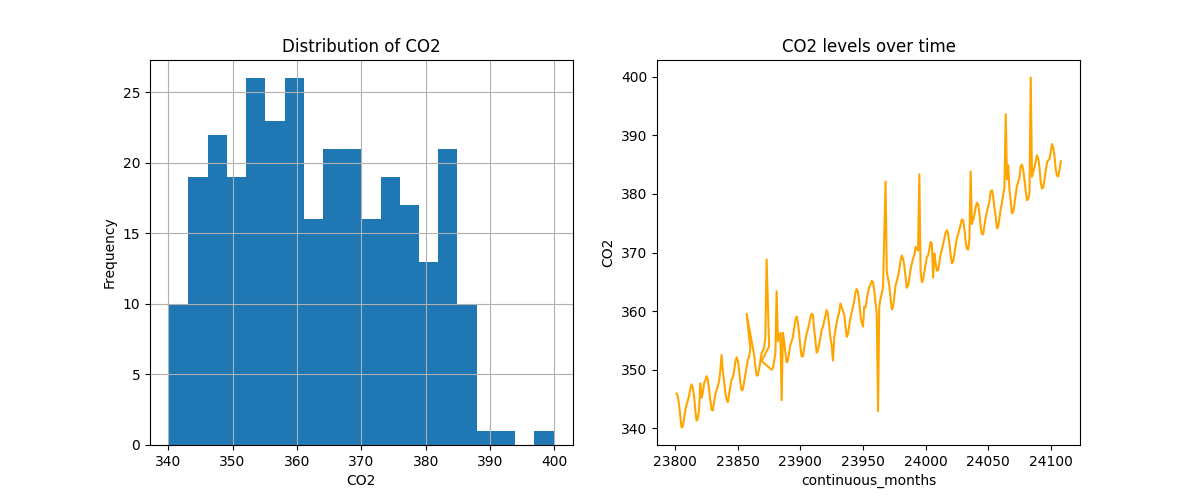 Distribution of CO2
25
20
15
10
5
0
Frequency
340 350 360 370 380 390 400
CO2
CO2 levels over time
400
390
380
370
360
350
340
CO2
23800 23850 23900 23950 24000 24050 24100
continuous_months